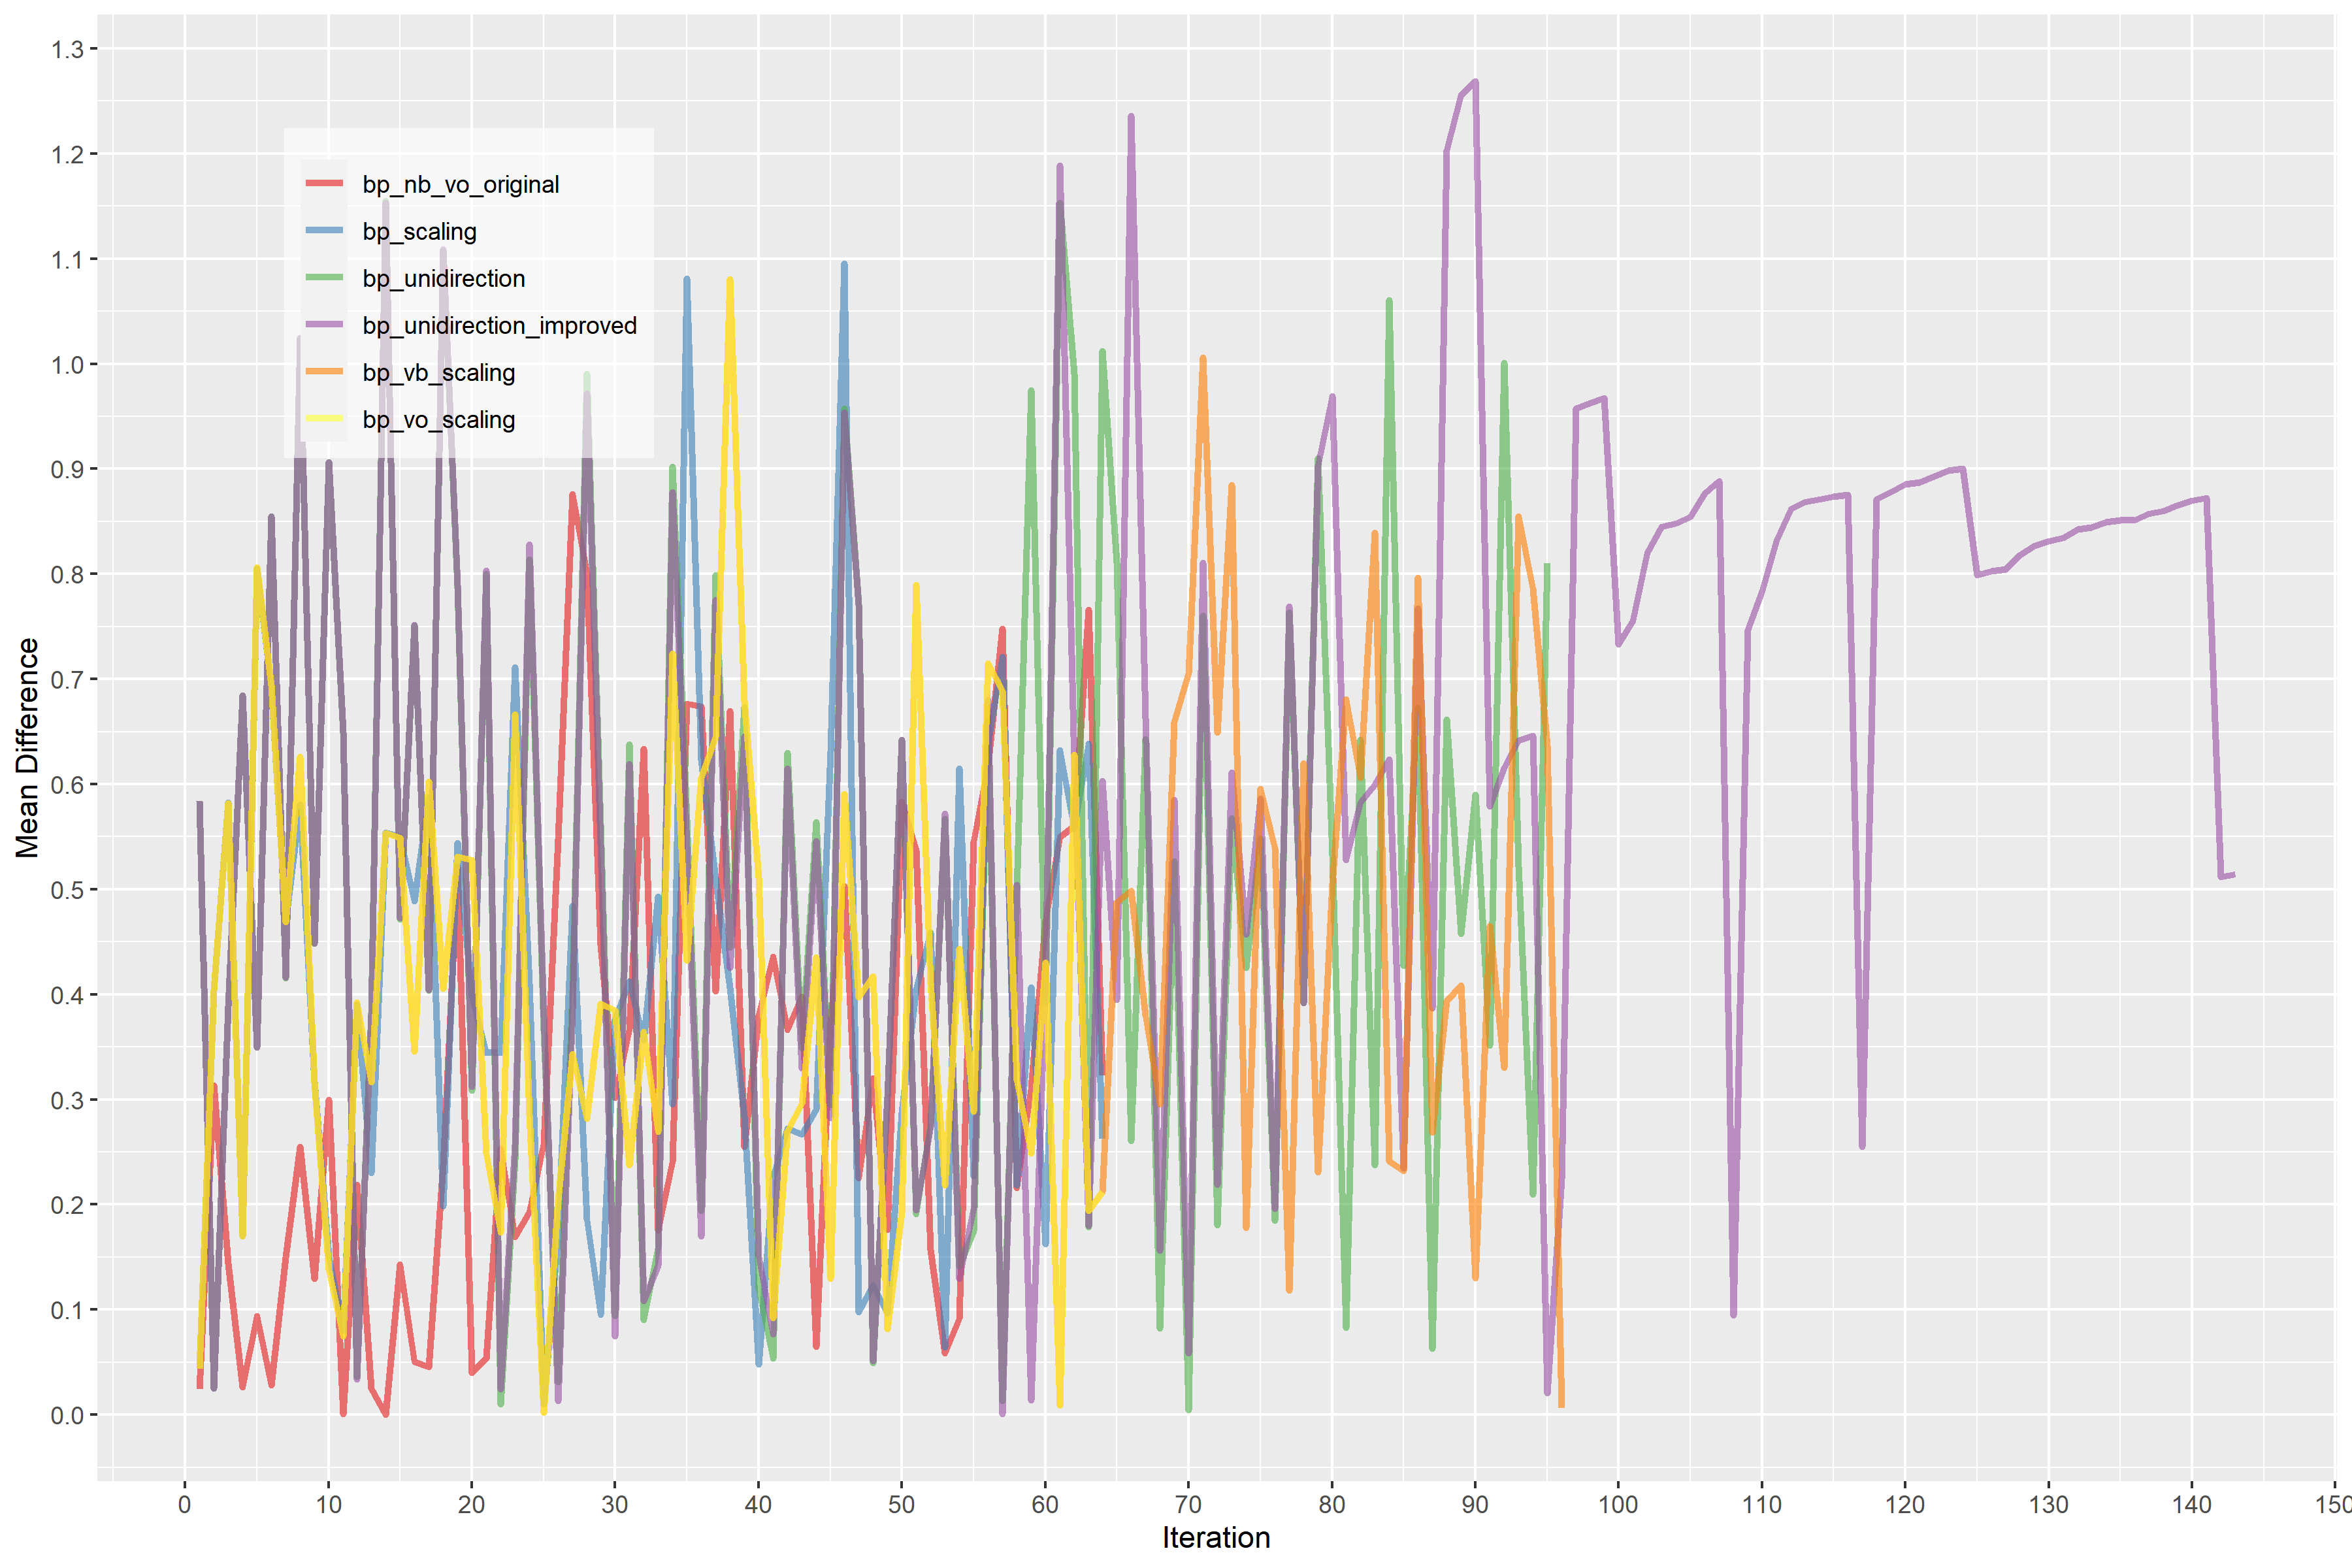 1.3
1.2
1.1
1.0
0.9
0.8
0.7
0.6
0.5
0.4
0.3
0.2
0.1
0.0
Mean Difference
bp_nb_vo_original
bp_scaling
bp_unidirection
bp_unidirection_improved
bp_vb_scaling
bp_vo_scaling
0 10 20 30 40 50 60 70 80 90 100 110 120 130 140 150
Iteration